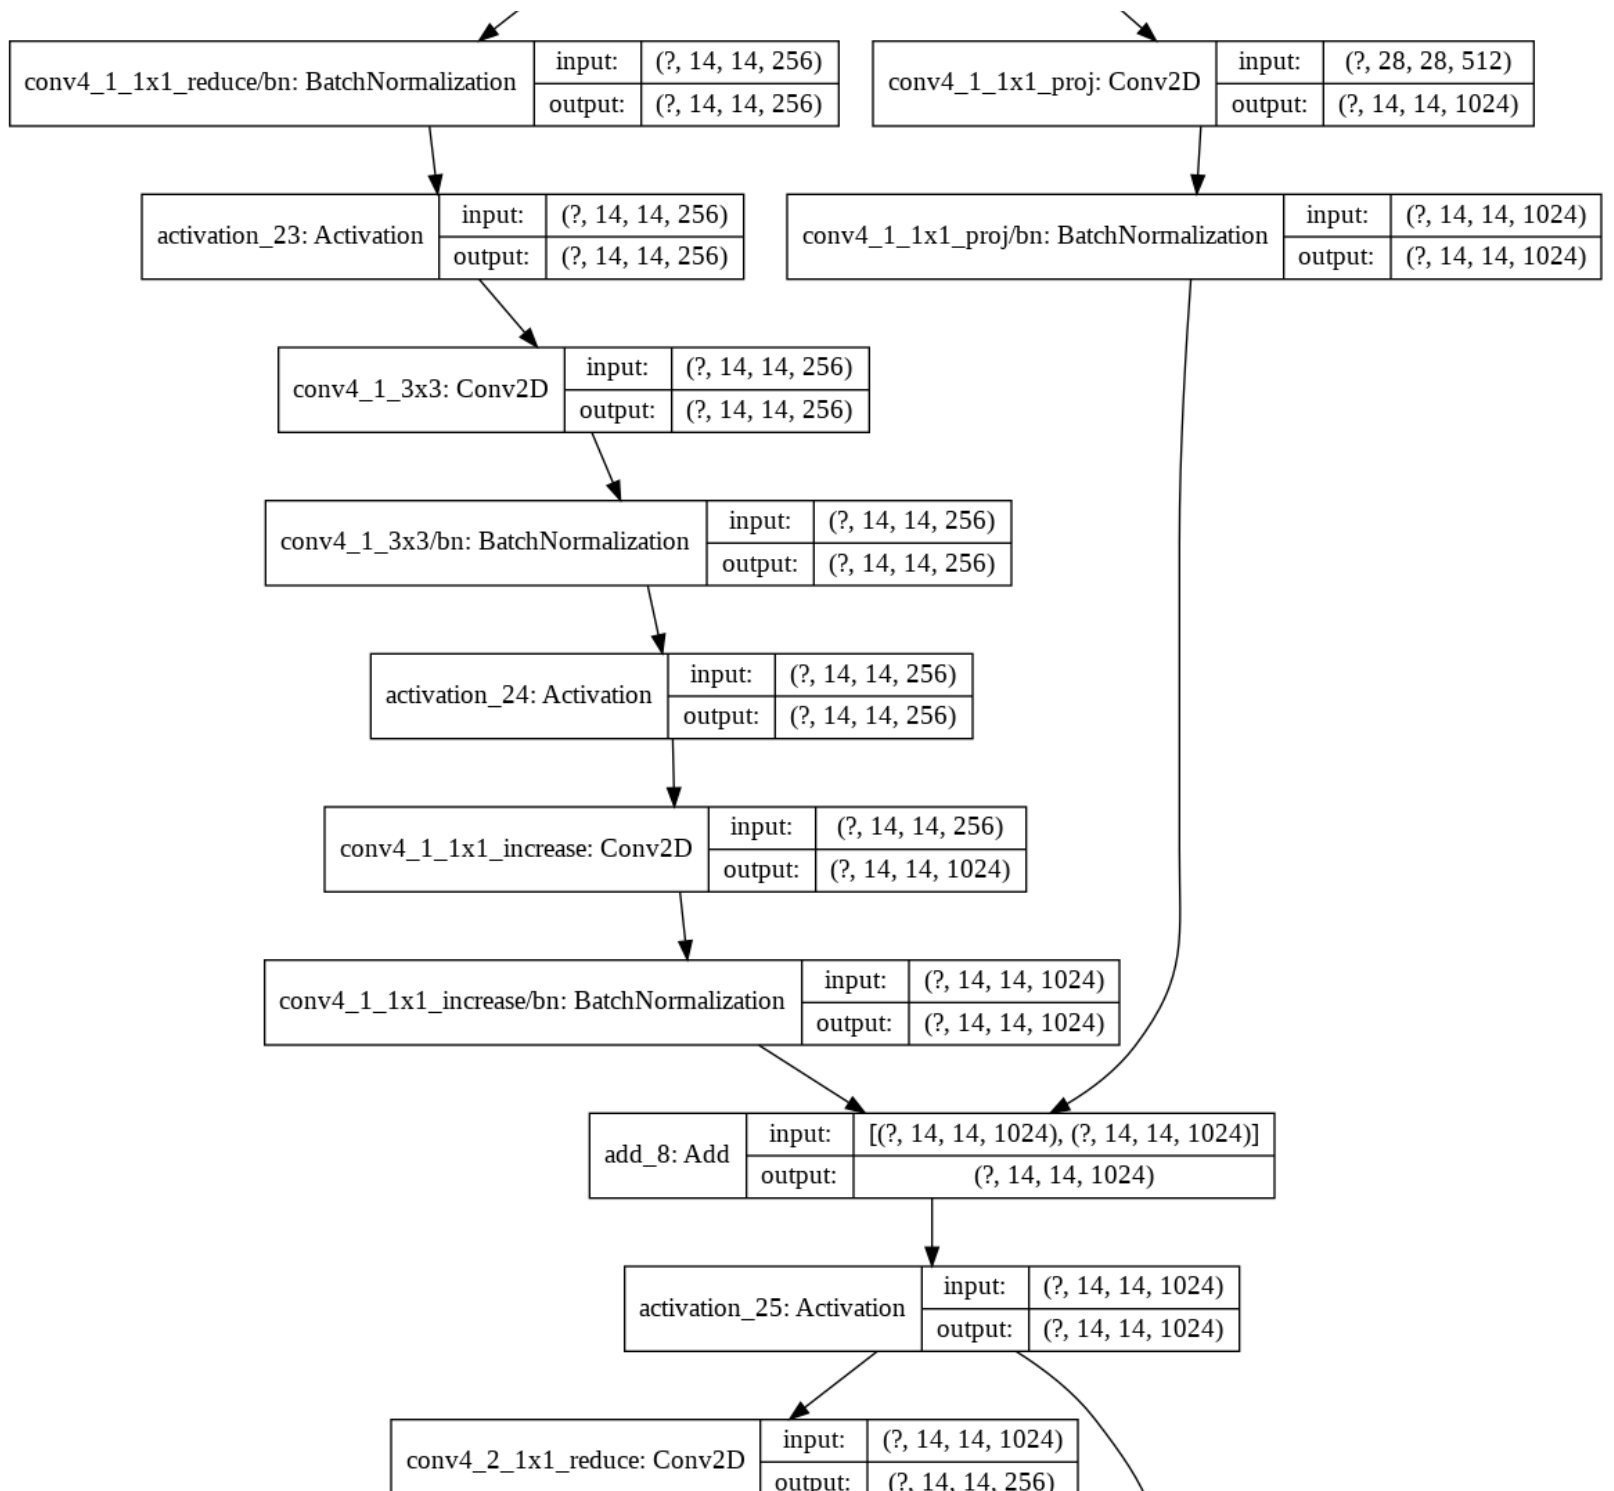 conv4_1_1x1_reduce/bn: BatchNormalization
input: (?, 14, 14, 256)
output: (?, 14, 14, 256)
conv4_1_1x1_proj: Conv2D
input: (?, 28, 28, 512)
output: (?, 14, 14, 1024)
activation_23: Activation
input: (?, 14, 14, 256)
output: (?, 14, 14, 256)
conv4_1_1x1_proj/bn: BatchNormalization
input: (?, 14, 14, 1024)
output: (?, 14, 14, 1024)
conv4_1_3x3: Conv2D
input: (?, 14, 14, 256)
output: (?, 14, 14, 256)
conv4_1_3x3/bn: BatchNormalization
input: (?, 14, 14, 256)
output: (?, 14, 14, 256)
activation_24: Activation
input: (?, 14, 14, 256)
output: (?, 14, 14, 256)
conv4_1_1x1_increase: Conv2D
input: (?, 14, 14, 256)
output: (?, 14, 14, 1024)
conv4_1_1x1_increase/bn: BatchNormalization
input: (?, 14, 14, 1024)
output: (?, 14, 14, 1024)
add_8: Add
input: [(?, 14, 14, 1024), (?, 14, 14, 1024)]
output: (?, 14, 14, 1024)
activation_25: Activation
input: (?, 14, 14, 1024)
output: (?, 14, 14, 1024)
conv4_2_1x1_reduce: Conv2D
input: (?, 14, 14, 1024)
output: (?, 14, 14, 256)